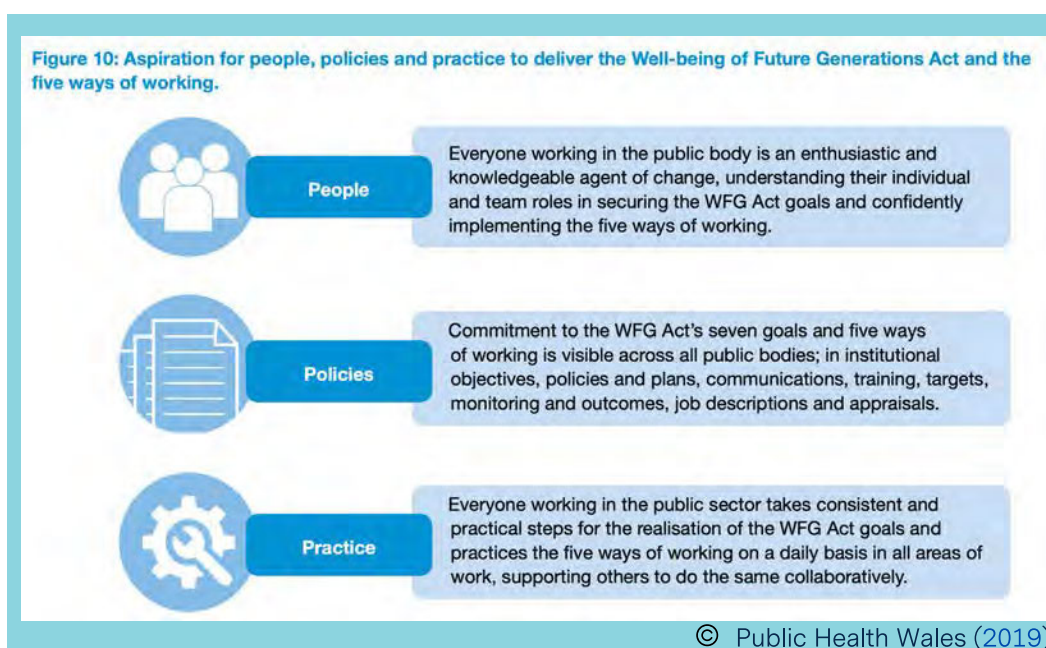 Figure 10: Aspiration for people, policies and practice to deliver the Well-being of Future Generations Act and the
five ways of working.
People
Everyone working in the public body is an enthusiastic and
knowledgeable agent of change, understanding their individual
and team roles in securing the WFG Act goals and confidently
implementing the five ways of working.
Policies
Commitment to the WFG Act's seven goals and five ways
of working is visible across all public bodies; in institutional
objectives, policies and plans, communications, training, targets,
monitoring and outcomes, job descriptions and appraisals.
Practice
Everyone working in the public sector takes consistent and
practical steps for the realisation of the WFG Act goals and
practices the five ways of working on a daily basis in all areas of
work, supporting others to do the same collaboratively.
© Public Health Wales (2019)